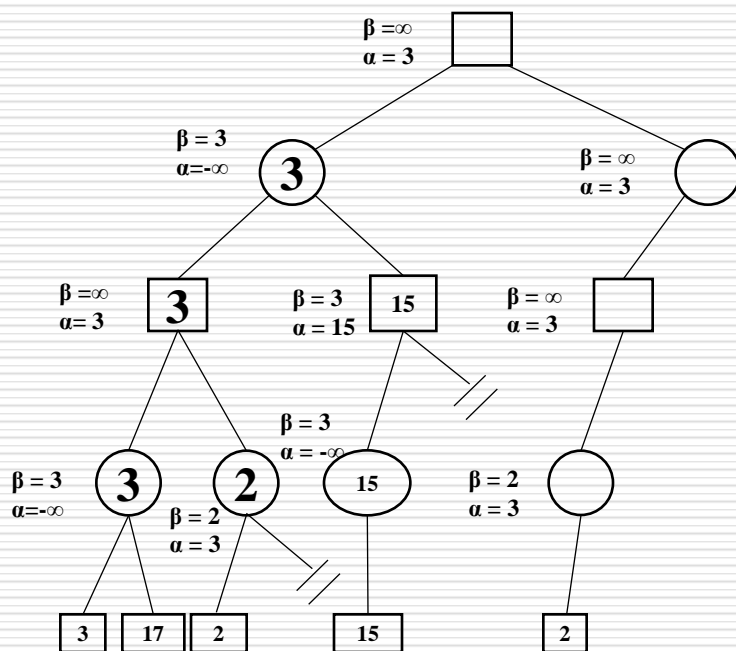 β =∞
α = 3
β = 3
α=-∞
3
β = ∞
α = 3
β =∞
α= 3
3
β = 3
α = 15
15
β = ∞
α = 3
β = 3
α = -∞
β = 3
α=-∞
3
2
β = 2
α = 3
15
β = 2
α = 3
3
17
2
15
2